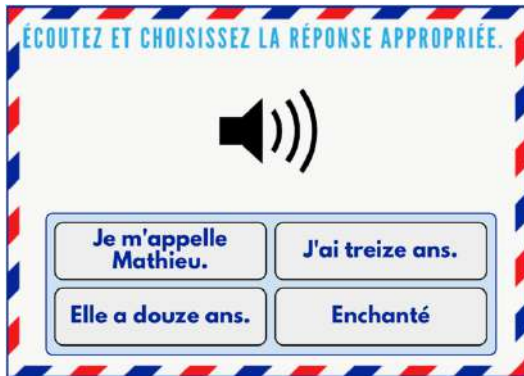 ÉCOUTEZ ET CHOISISSEZ LA RÉPONSE APPROPRIÉE.
Je m'appelle
Mathieu.
J'ai treize ans.
Elle a douze ans.
Enchanté